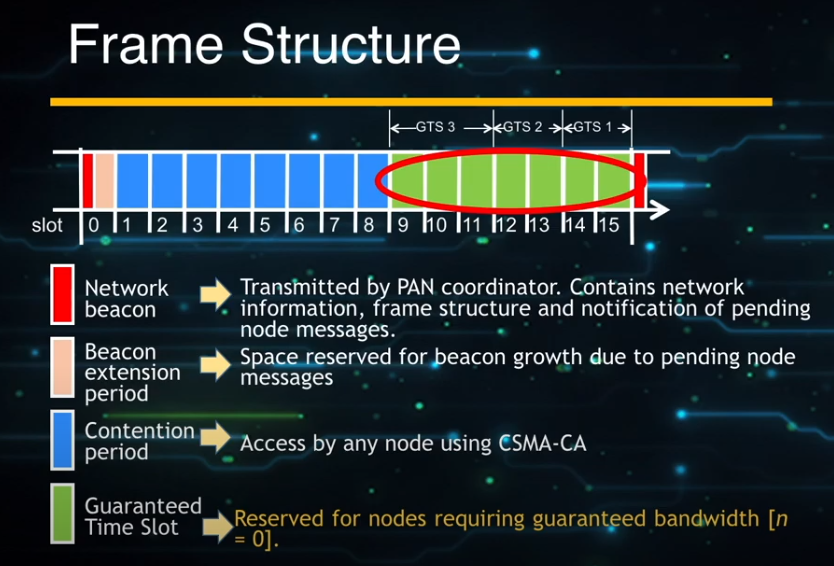 Frame Structure
GTS 3 GTS 2 GTS 1
slot 0 1 2 3 4 5 6 7 8 9 10 11 12 13 14 15
Network
beacon
Transmitted by PAN coordinator. Contains network
information, frame structure and notification of pending
node messages.
Beacon
extension
period
Space reserved for beacon growth due to pending node
messages
Contention
period
Access by any node using CSMA-CA
Guaranteed
Time Slot
Reserved for nodes requiring guaranteed bandwidth [n
= 0].